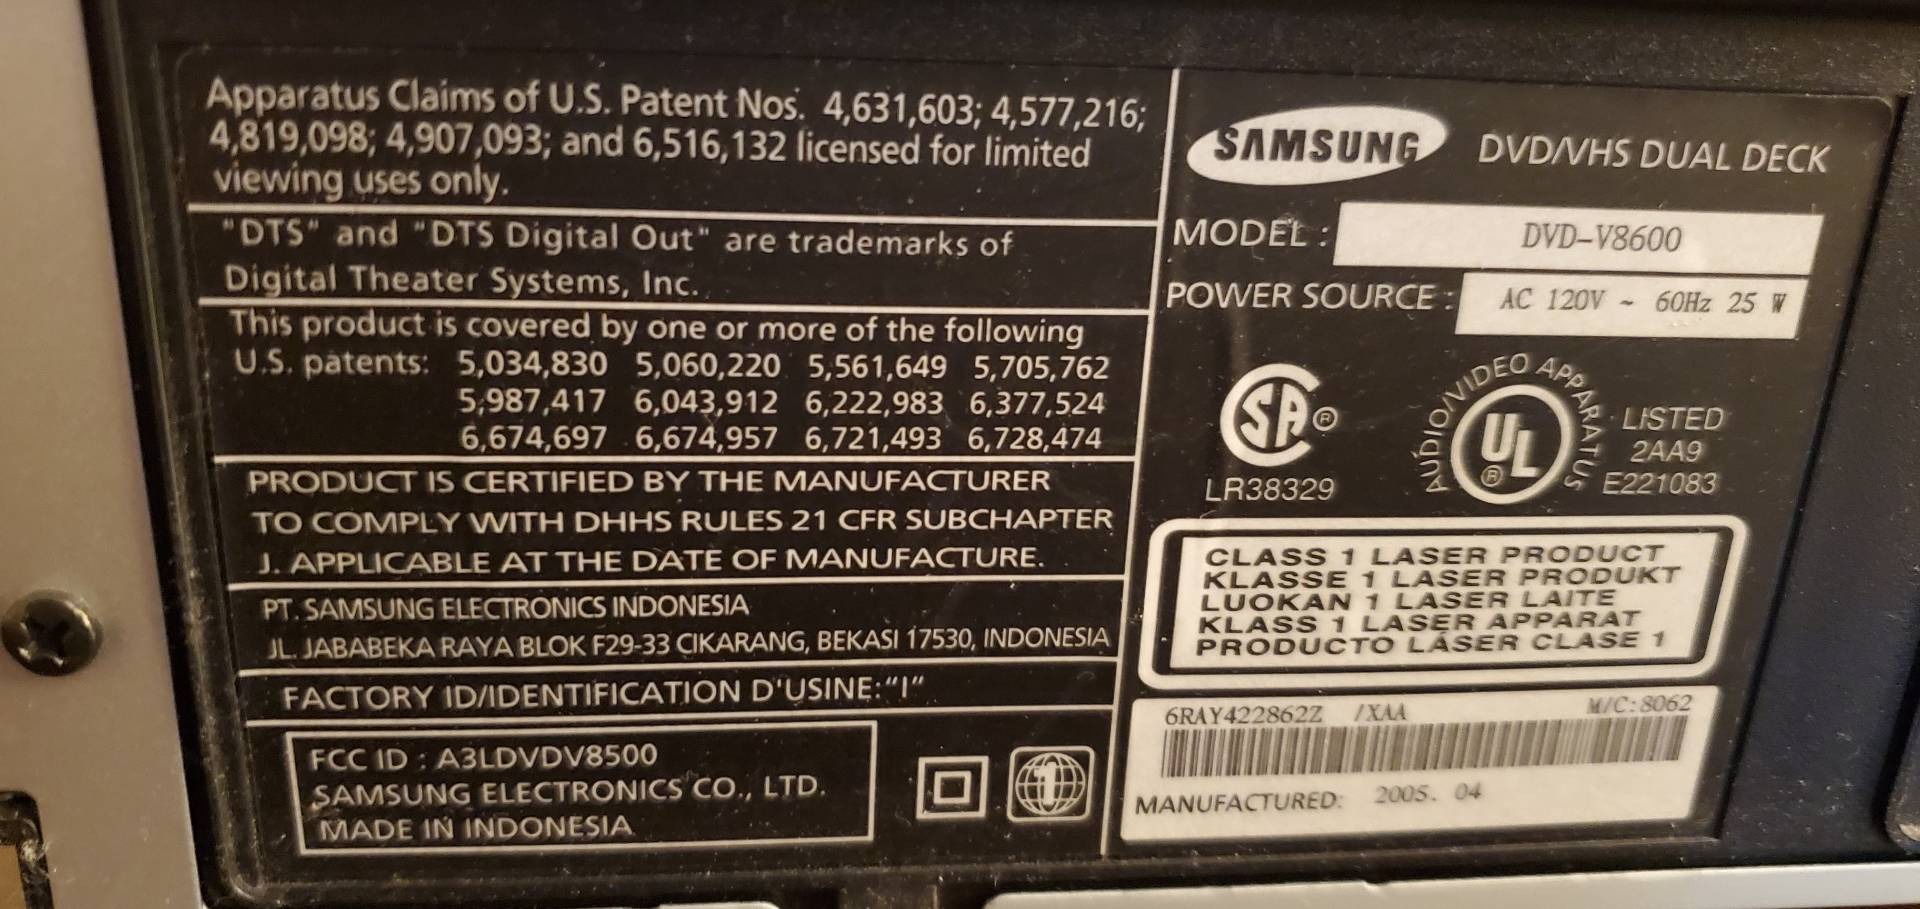 Apparatus Claims of U.S. Patent Nos. 4,631,603; 4,577,216;
4,819,098; 4,907,093; and 6,516,132 licensed for limited
viewing uses only.
"DTS" and "DTS Digital Out" are trademarks of
Digital Theater Systems, Inc.
This product is covered by one or more of the following
U.S. patents: 5,034,830 5,060,220 5,561,649 5,705,762
5,987,417 6,043,912 6,222,983 6,377,524
6,674,697 6,674,957 6,721,493 6,728,474
PRODUCT IS CERTIFIED BY THE MANUFACTURER
TO COMPLY WITH DHHS RULES 21 CFR SUBCHAPTER
J. APPLICABLE AT THE DATE OF MANUFACTURE.
PT. SAMSUNG ELECTRONICS INDONESIA
JL. JABABEKA RAYA BLOK F29-33 CIKARANG, BEKASI 17530, INDONESIA
FACTORY ID/IDENTIFICATION D'USINE:"I"
FCC ID : A3LDVDV8500
SAMSUNG ELECTRONICS CO., LTD.
MADE IN INDONESIA
1
SAMSUNG DVD/VHS DUAL DECK
MODEL : DVD-V8600
POWER SOURCE : AC 120V ~ 60Hz 25 W
SA ®
LR38329
AUDIO/VIDEO APPARATUS
UL ®
LISTED
2AA9
E221083
CLASS 1 LASER PRODUCT
KLASSE 1 LASER PRODUKT
LUOKAN 1 LASER LAITE
KLASS 1 LASER APPARAT
PRODUCTO LÁSER CLASE 1
6RAY422862Z /XAA M/C:8062
MANUFACTURED: 2005. 04